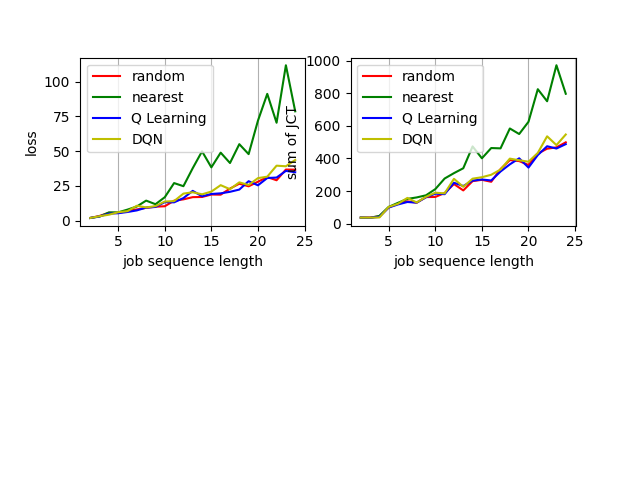 loss
100
75
50
25
0
random
nearest
Q Learning
DQN
5
10
15
20
25
job sequence length
sum of JCT
1000
800
600
400
200
0
random
nearest
Q Learning
DQN
5
10
15
20
25
job sequence length